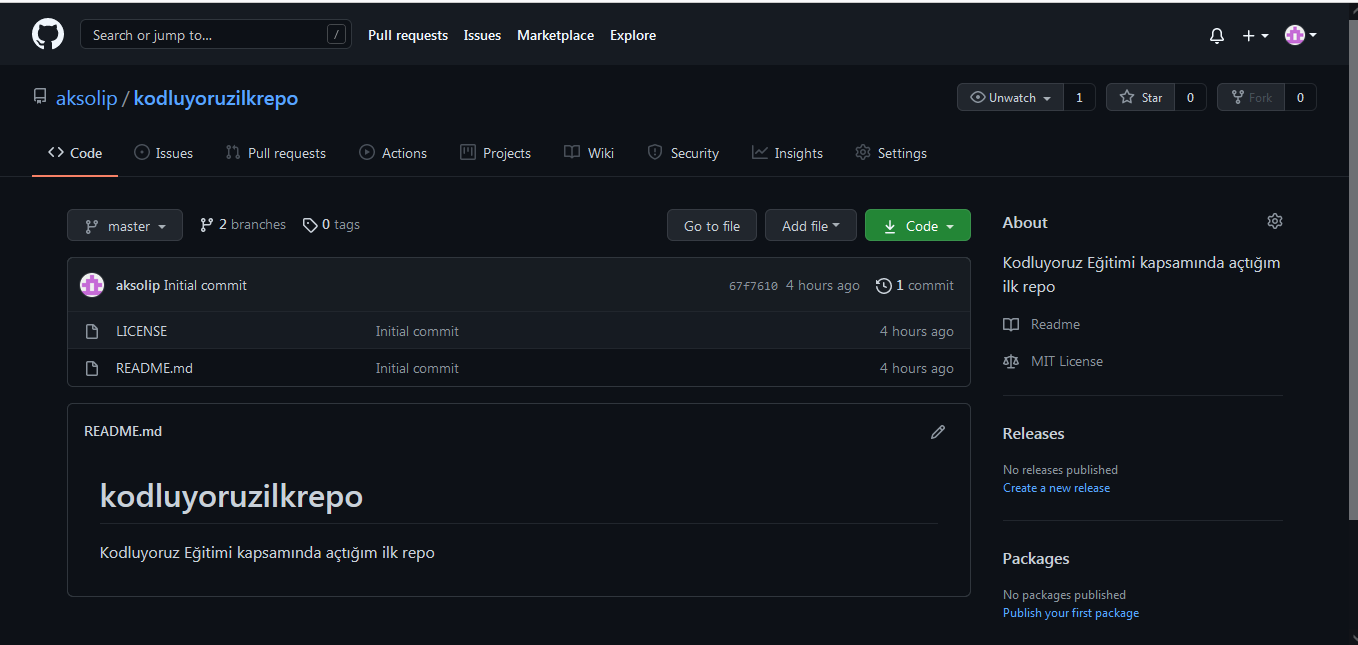 Search or jump to... /
Pull requests Issues Marketplace Explore
aksolip / kodluyoruzilkrepo
Unwatch 1 Star 0 Fork 0
Code Issues Pull requests Actions Projects Wiki Security Insights Settings
master 2 branches 0 tags Go to file Add file Code
aksolip Initial commit 67f7610 4 hours ago 1 commit
LICENSE Initial commit 4 hours ago
README.md Initial commit 4 hours ago
README.md
kodluyoruzilkrepo
Kodluyoruz Eğitimi kapsamında açtığım ilk repo
About
Kodluyoruz Eğitimi kapsamında açtığım
ilk repo
Readme
MIT License
Releases
No releases published
Create a new release
Packages
No packages published
Publish your first package